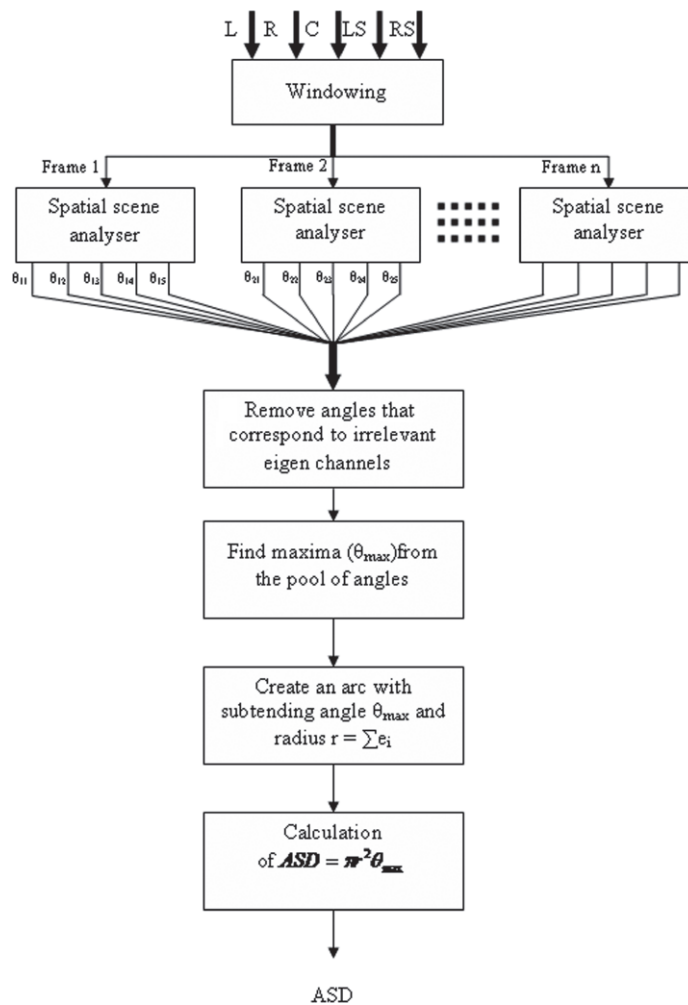 L R C LS RS
Windowing
Frame 1 Frame 2 Frame n
Spatial scene analyser
Spatial scene analyser
Spatial scene analyser
θ₁₁ θ₁₂ θ₁₃ θ₁₄ θ₁₅ θ₂₁ θ₂₂ θ₂₃ θ₂₄ θ₂₅
Remove angles that
correspond to irrelevant
eigen channels
Find maxima (θmax)from
the pool of angles
Create an arc with
subtending angle θmax and
radius r = ∑eᵢ
Calculation
of ASD = πr²θmax
ASD